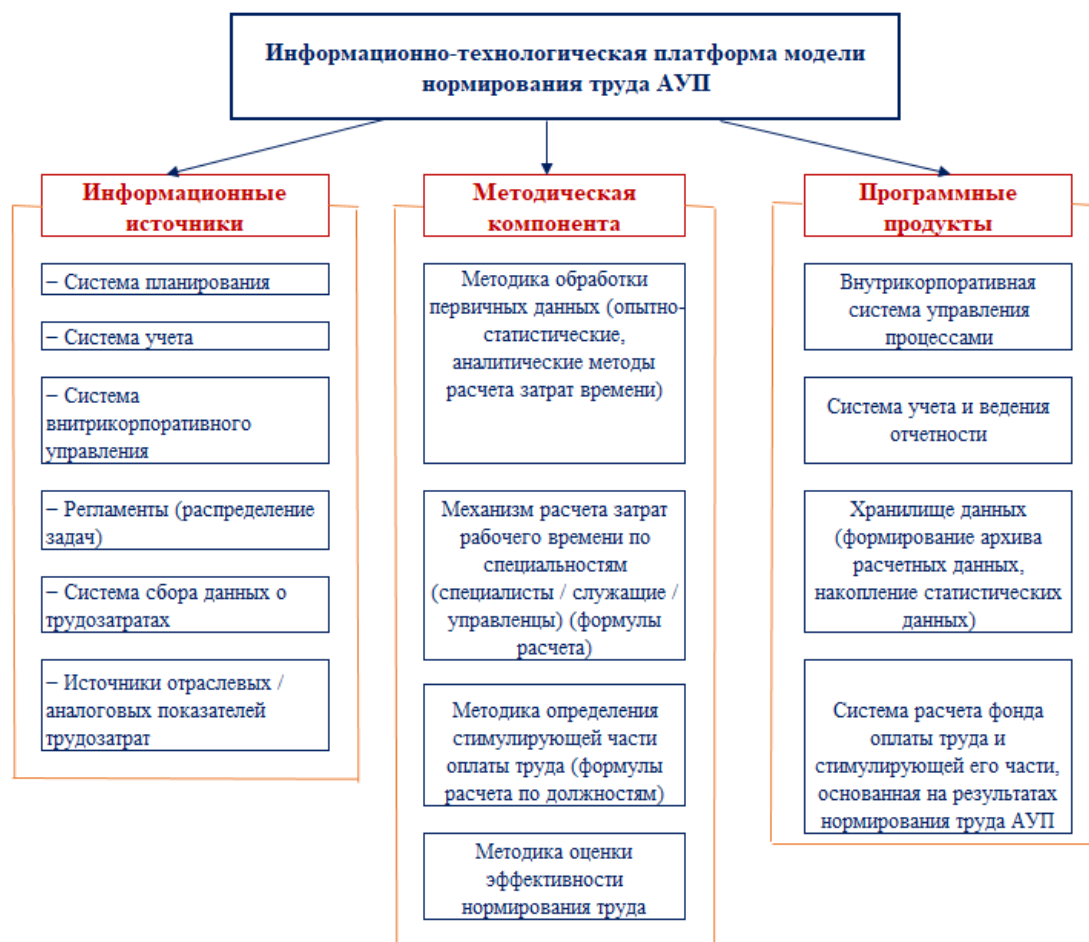 Информационно-технологическая платформа модели
нормирования труда АУП
Информационные
источники
– Система планирования
– Система учета
– Система
внитрикорпоративного
управления
– Регламенты (распределение
задач)
– Система сбора данных о
трудозатратах
– Источники отраслевых /
аналоговых показателей
трудозатрат
Методическая
компонента
Методика обработки
первичных данных (опытно-
статистические,
аналитические методы
расчета затрат времени)
Механизм расчета затрат
рабочего времени по
специальностям
(специалисты / служащие /
управленцы) (формулы
расчета)
Методика определения
стимулирующей части
оплаты труда (формулы
расчета по должностям)
Методика оценки
эффективности
нормирования труда
Программные
продукты
Внутрикорпоративная
система управления
процессами
Система учета и ведения
отчетности
Хранилище данных
(формирование архива
расчетных данных,
накопление статистических
данных)
Система расчета фонда
оплаты труда и
стимулирующей его части,
основанная на результатах
нормирования труда АУП